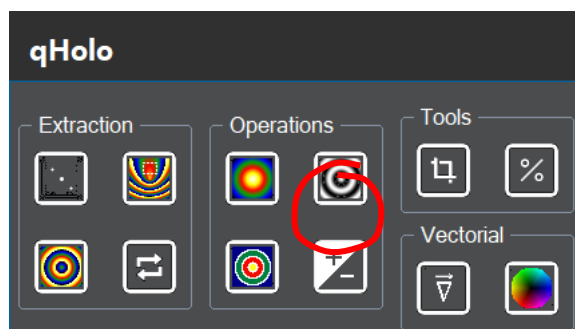 qHolo
Extraction
Operations
Tools
Vectorial